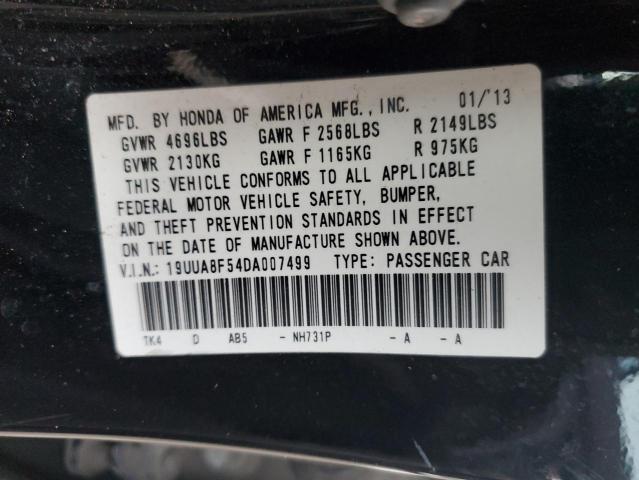 MFD. BY HONDA OF AMERICA MFG., INC. 01/'13
GVWR 4696LBS GAWR F 2568LBS R 2149LBS
GVWR 2130KG GAWR F 1165KG R 975KG
THIS VEHICLE CONFORMS TO ALL APPLICABLE
FEDERAL MOTOR VEHICLE SAFETY, BUMPER,
AND THEFT PREVENTION STANDARDS IN EFFECT
ON THE DATE OF MANUFACTURE SHOWN ABOVE.
V.I.N.: 19UUA8F54DA007499 TYPE: PASSENGER CAR
TK4 D AB5 - NH731P - A - A